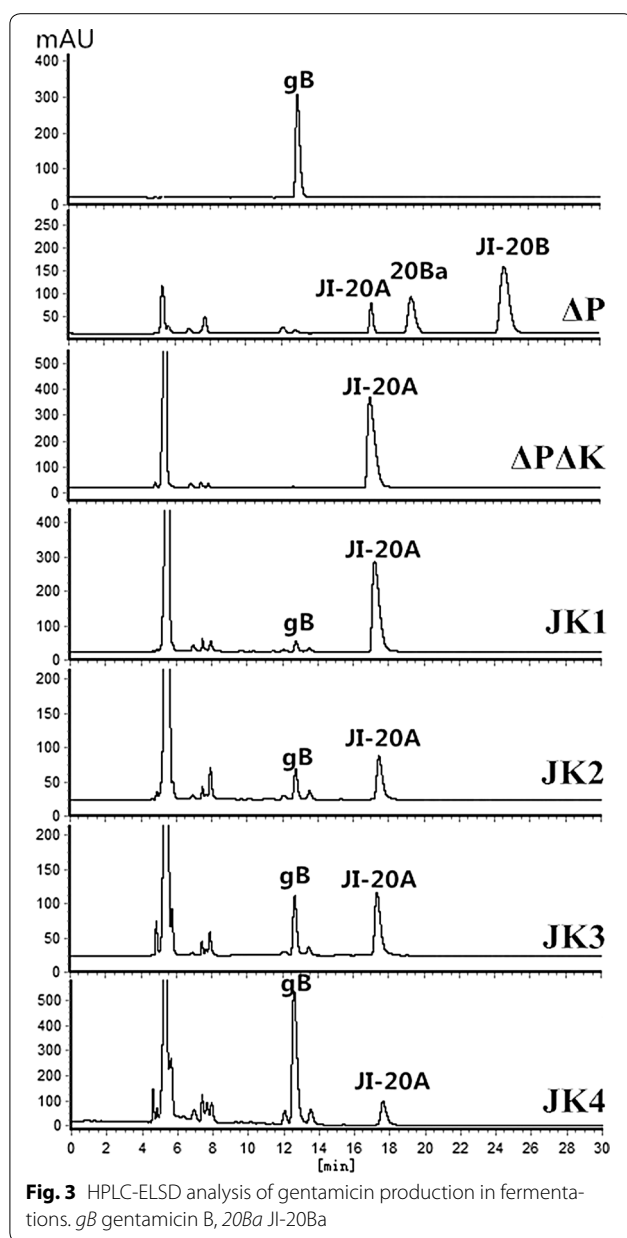 mAU
gB
400
300
200
100
0
JI-20B
250
JI-20A 20Ba
200
150
100
50
ΔP
JI-20A
500
400
300
200
100
0
ΔPΔK
JI-20A
400
300
200
100
0
gB
JK1
JI-20A
200
150
100
50
0
gB
JK2
JI-20A
200
150
100
50
0
gB
JK3
gB
500
400
300
200
100
0
JI-20A
JK4
0 2 4 6 8 10 12 14 16 18 20 22 24 26 28 30
[min]
Fig. 3 HPLC-ELSD analysis of gentamicin production in fermenta-
tions. gB gentamicin B, 20Ba JI-20Ba